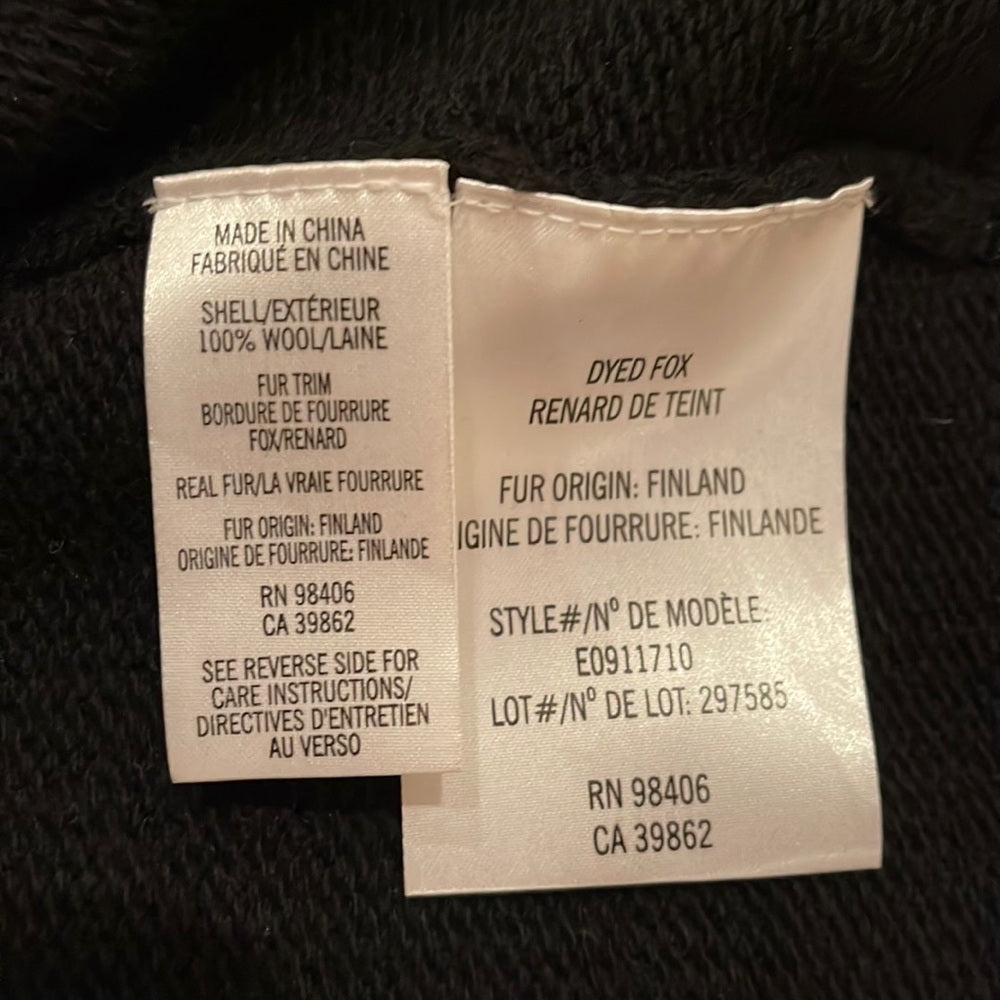 MADE IN CHINA
FABRIQUÉ EN CHINE
SHELL/EXTÉRIEUR
100% WOOL/LAINE
FUR TRIM
BORDURE DE FOURRURE
FOX/RENARD
REAL FUR/LA VRAIE FOURRURE
FUR ORIGIN: FINLAND
ORIGINE DE FOURRURE: FINLANDE
RN 98406
CA 39862
SEE REVERSE SIDE FOR
CARE INSTRUCTIONS/
DIRECTIVES D'ENTRETIEN
AU VERSO
DYED FOX
RENARD DE TEINT
FUR ORIGIN: FINLAND
IGINE DE FOURRURE: FINLANDE
STYLE#/Nº DE MODÈLE
E0911710
LOT#/Nº DE LOT: 297585
RN 98406
CA 39862